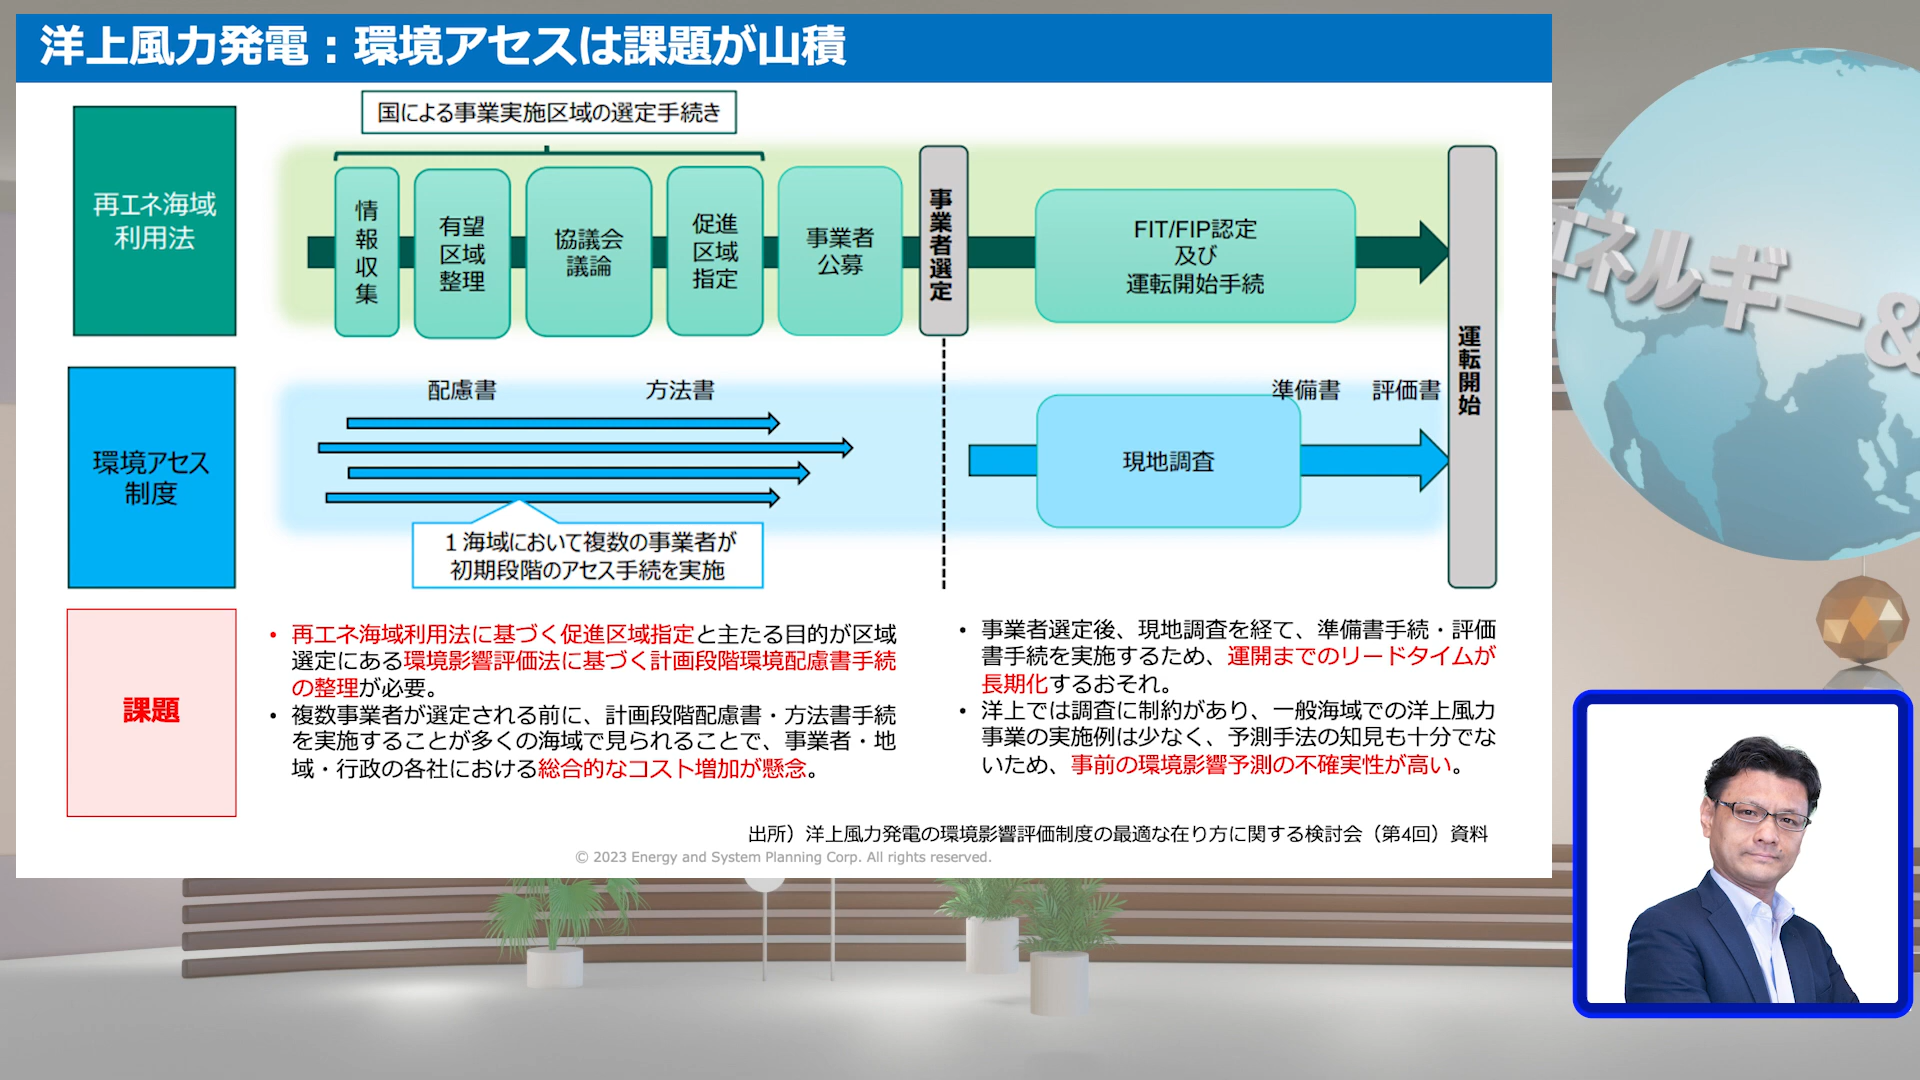 洋上風力発電：環境アセスは課題が山積
国による事業実施区域の選定手続き
再エネ海域
利用法
情報収集
有望
区域
整理
協議会
議論
促進
区域
指定
事業者
公募
事業者選定
FIT/FIP認定
及び
運転開始手続
運転開始
環境アセス
制度
配慮書
方法書
準備書
評価書
現地調査
１海域において複数の事業者が
初期段階のアセス手続を実施
課題
• 再エネ海域利用法に基づく促進区域指定と主たる目的が区域
選定にある環境影響評価法に基づく計画段階環境配慮書手続
の整理が必要。
• 複数事業者が選定される前に、計画段階配慮書・方法書手続
を実施することが多くの海域で見られることで、事業者・地
域・行政の各社における総合的なコスト増加が懸念。
• 事業者選定後、現地調査を経て、準備書手続・評価
書手続を実施するため、運開までのリードタイムが
長期化するおそれ。
• 洋上では調査に制約があり、一般海域での洋上風力
事業の実施例は少なく、予測手法の知見も十分でな
いため、事前の環境影響予測の不確実性が高い。
出所）洋上風力発電の環境影響評価制度の最適な在り方に関する検討会（第4回）資料
© 2023 Energy and System Planning Corp. All rights reserved.
エネルギー&